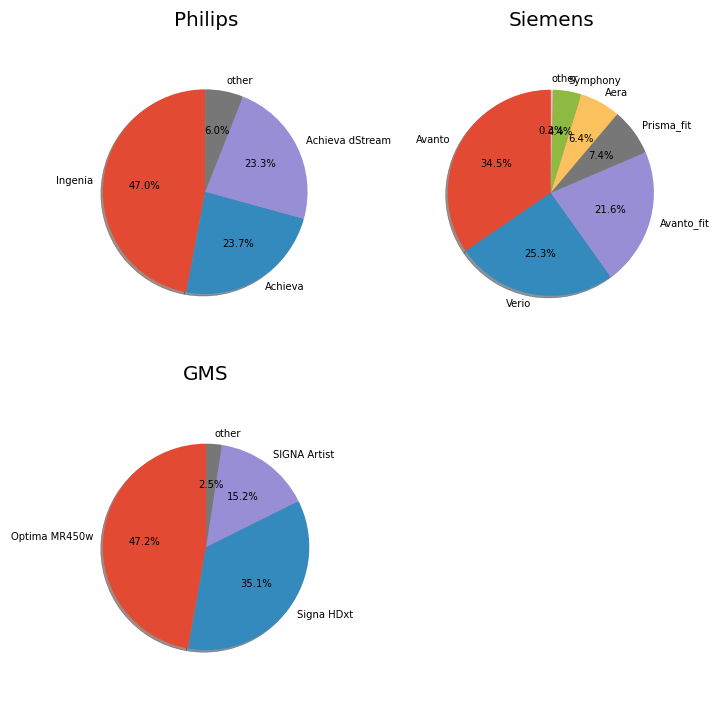 Philips
other
6.0%
Achieva dStream
23.3%
Ingenia
47.0%
23.7%
Achieva
Siemens
other
Symphony
Aera
Prisma_fit
Avanto
4.4%
6.4%
7.4%
34.5%
21.6%
Avanto_fit
25.3%
Verio
GMS
other
SIGNA Artist
2.5%
15.2%
Optima MR450w
47.2%
35.1%
Signa HDxt